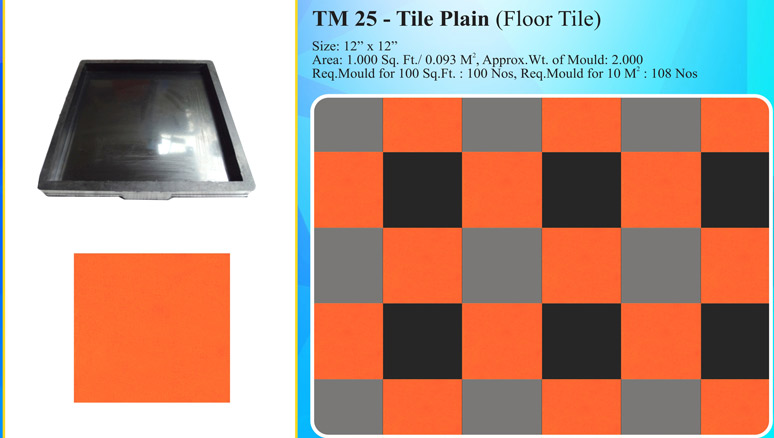 TM 25 - Tile Plain (Floor Tile)
Size: 12” x 12”
Area: 1.000 Sq. Ft./ 0.093 M², Approx.Wt. of Mould: 2.000
Req.Mould for 100 Sq.Ft. : 100 Nos, Req.Mould for 10 M² : 108 Nos